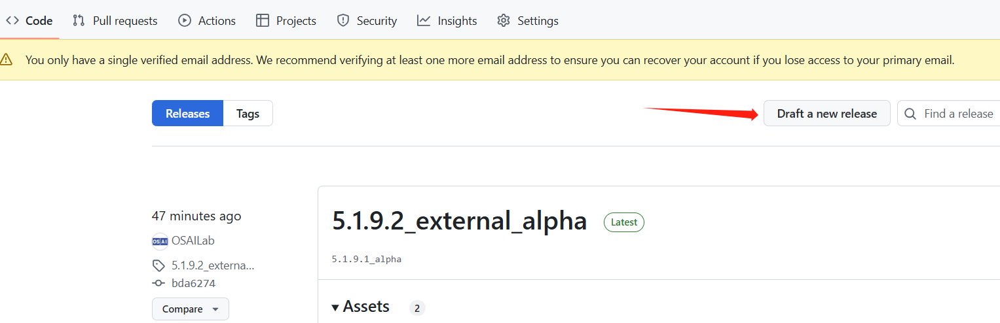 Code Pull requests Actions Projects Security Insights Settings
You only have a single verified email address. We recommend verifying at least one more email address to ensure you can recover your account if you lose access to your primary email.
Releases Tags Draft a new release Find a release
47 minutes ago
OSAILab
5.1.9.2_externa...
bda6274
Compare
5.1.9.2_external_alpha Latest
5.1.9.1_alpha
Assets 2